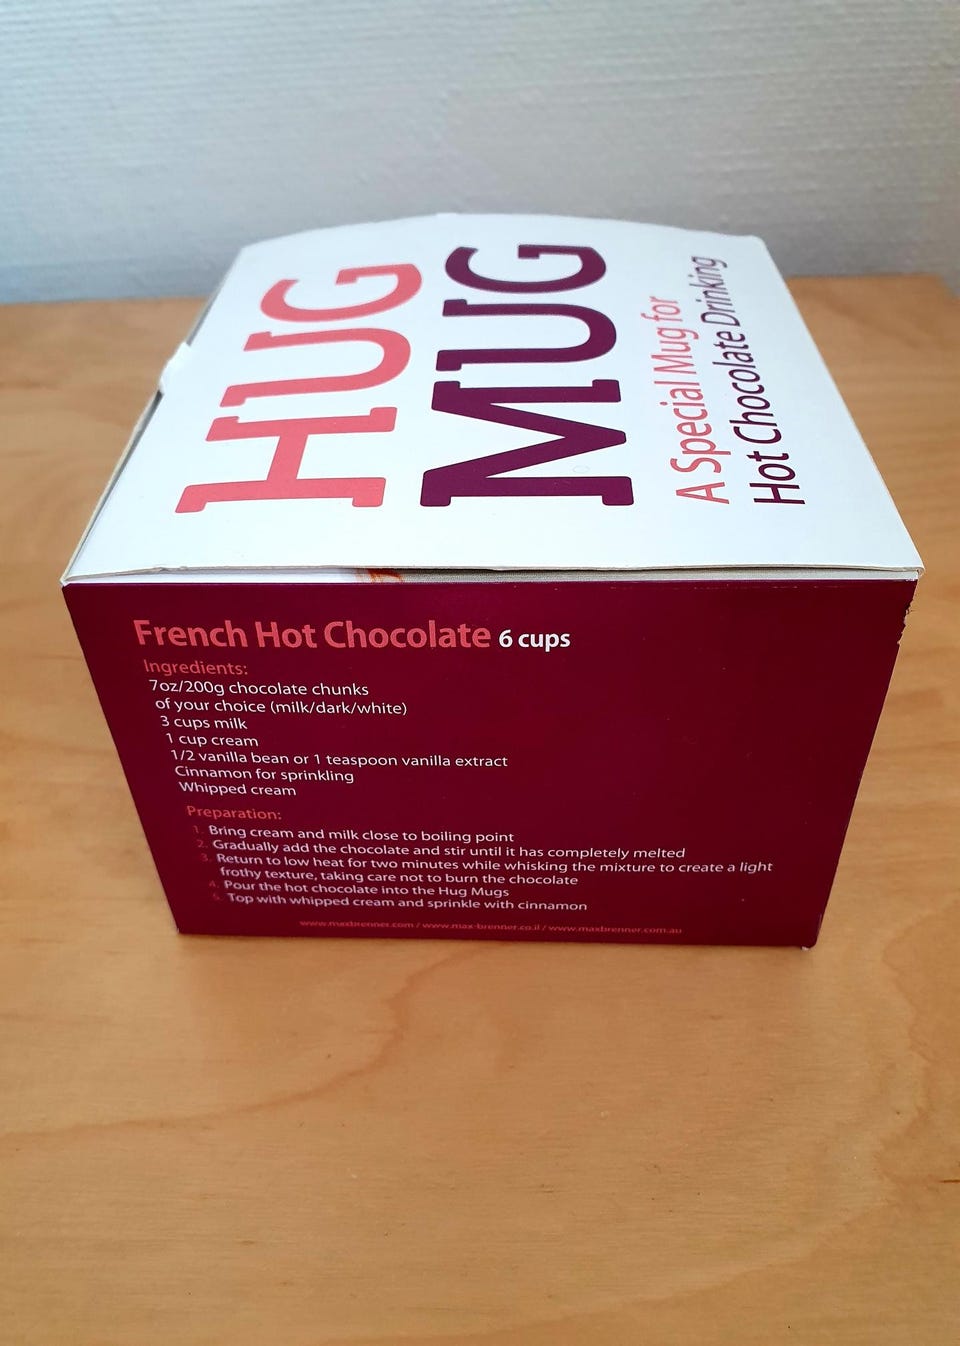 HUG
MUG
A Special Mug for
Hot Chocolate Drinking
French Hot Chocolate 6 cups
Ingredients:
7oz/200g chocolate chunks
of your choice (milk/dark/white)
3 cups milk
1 cup cream
1/2 vanilla bean or 1 teaspoon vanilla extract
Cinnamon for sprinkling
Whipped cream
Preparation:
1. Bring cream and milk close to boiling point
2. Gradually add the chocolate and stir until it has completely melted
3. Return to low heat for two minutes while whisking the mixture to create a light
frothy texture, taking care not to burn the chocolate
4. Pour the hot chocolate into the Hug Mugs
5. Top with whipped cream and sprinkle with cinnamon
www.maxbrenner.com / www.max-brenner.co.il / www.maxbrenner.com.au